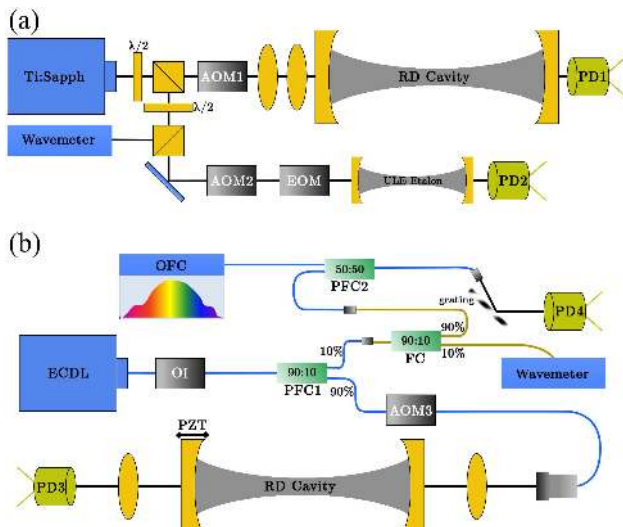 (a)
λ/2
Ti:Sapph
AOM1
RD Cavity
PD1
λ/2
Wavemeter
AOM2
EOM
ULE Etalon
PD2
(b)
OFC
50:50
PFC2
grating
PD4
90%
10%
90:10
FC
10%
ECDL
OI
90:10
PFC1
90%
Wavemeter
AOM3
PZT
PD3
RD Cavity